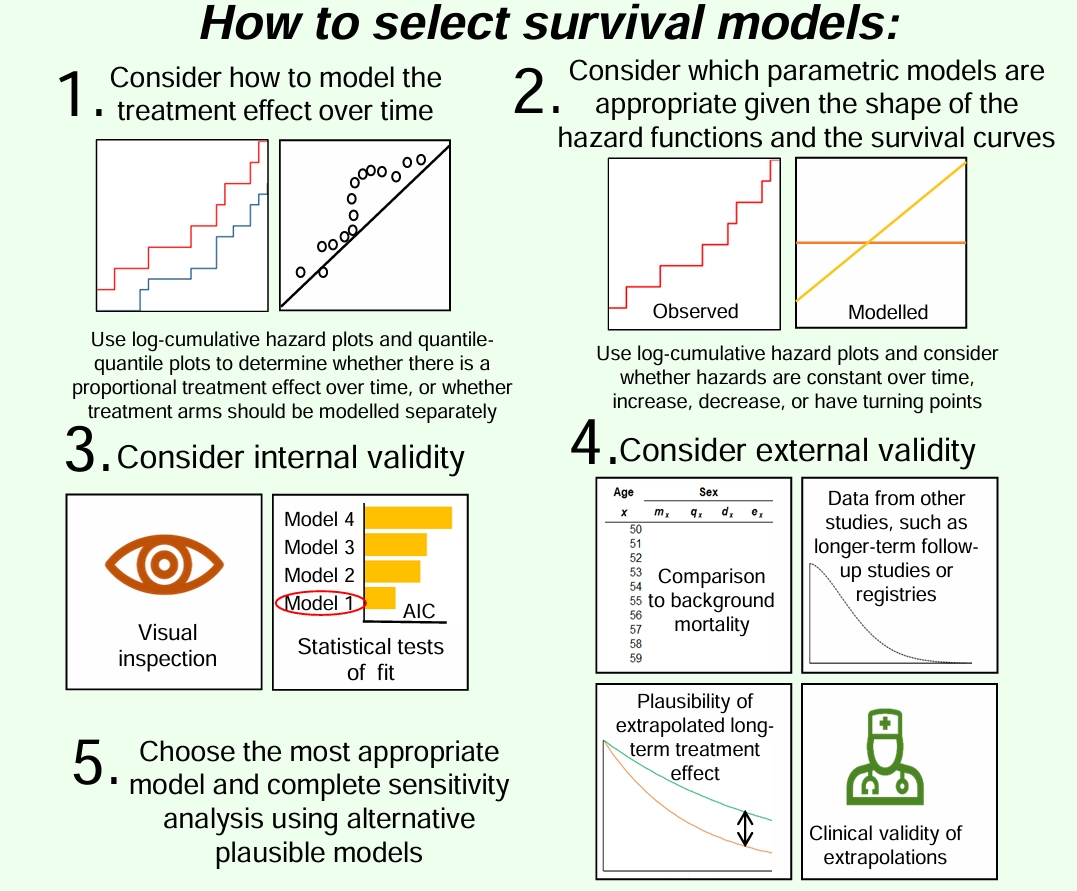 How to select survival models:
1. Consider how to model the
treatment effect over time
Use log-cumulative hazard plots and quantile-
quantile plots to determine whether there is a
proportional treatment effect over time, or whether
treatment arms should be modelled separately
2. Consider which parametric models are
appropriate given the shape of the
hazard functions and the survival curves
Observed
Modelled
Use log-cumulative hazard plots and consider
whether hazards are constant over time,
increase, decrease, or have turning points
3. Consider internal validity
Visual
inspection
Model 4
Model 3
Model 2
Model 1
AIC
Statistical tests
of fit
4. Consider external validity
Age Sex
x mx qx dx ex
50
51
52
53
54
55
56
57
58
59
Comparison
to background
mortality
Data from other
studies, such as
longer-term follow-
up studies or
registries
Plausibility of
extrapolated long-
term treatment
effect
Clinical validity of
extrapolations
5. Choose the most appropriate
model and complete sensitivity
analysis using alternative
plausible models